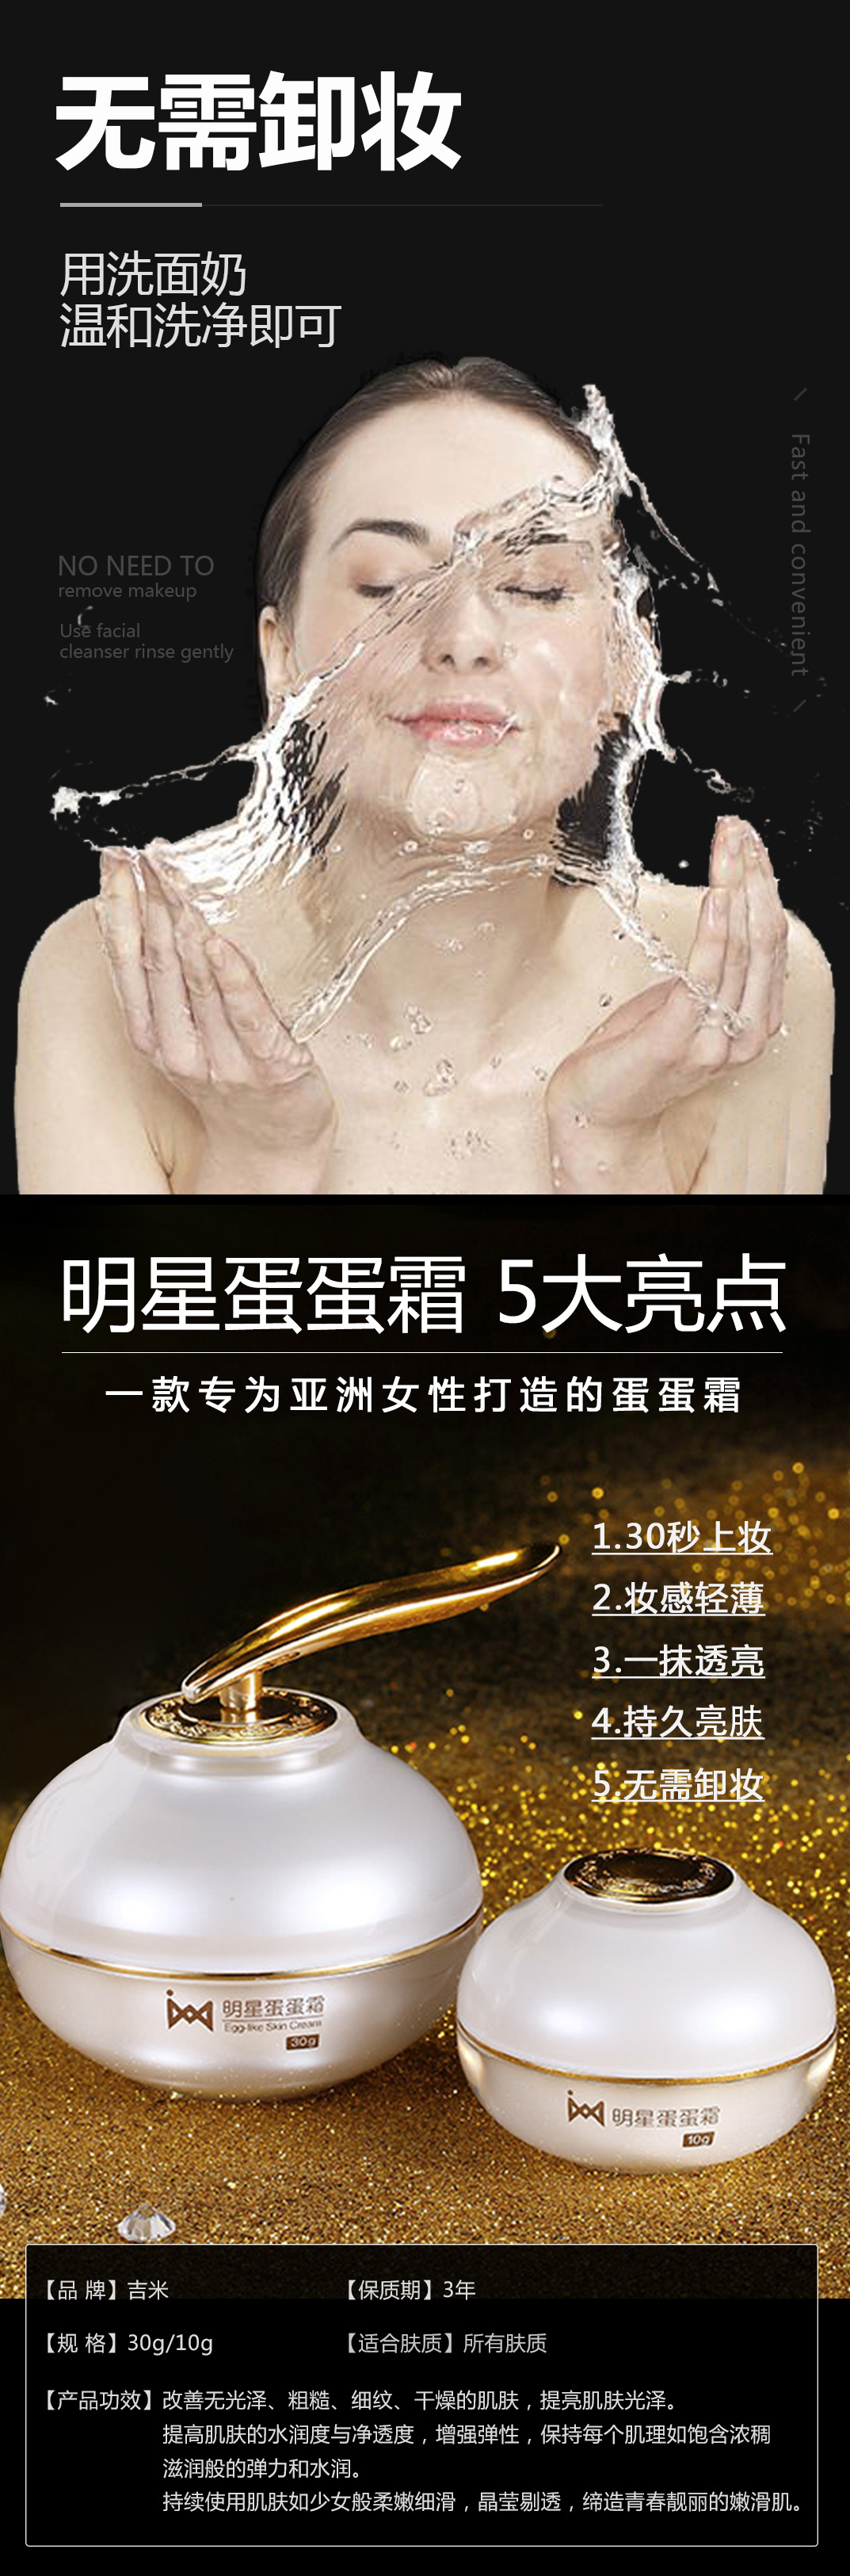 无需卸妆
用洗面奶
温和洗净即可
Fast and convenient
NO NEED TO
remove makeup
Use facial
cleanser rinse gently
明星蛋蛋霜 5大亮点
一款专为亚洲女性打造的蛋蛋霜
1.30秒上妆
2.妆感轻薄
3.一抹透亮
4.持久亮肤
5.无需卸妆
明星蛋蛋霜
Egg-like Skin Cream
30g
明星蛋蛋霜
10g
【品 牌】吉米
【保质期】3年
【规 格】30g/10g
【适合肤质】所有肤质
【产品功效】改善无光泽、粗糙、细纹、干燥的肌肤，提亮肌肤光泽。
提高肌肤的水润度与净透度，增强弹性，保持每个肌理如饱含浓稠
滋润般的弹力和水润。
持续使用肌肤如少女般柔嫩细滑，晶莹剔透，缔造青春靓丽的嫩滑肌。